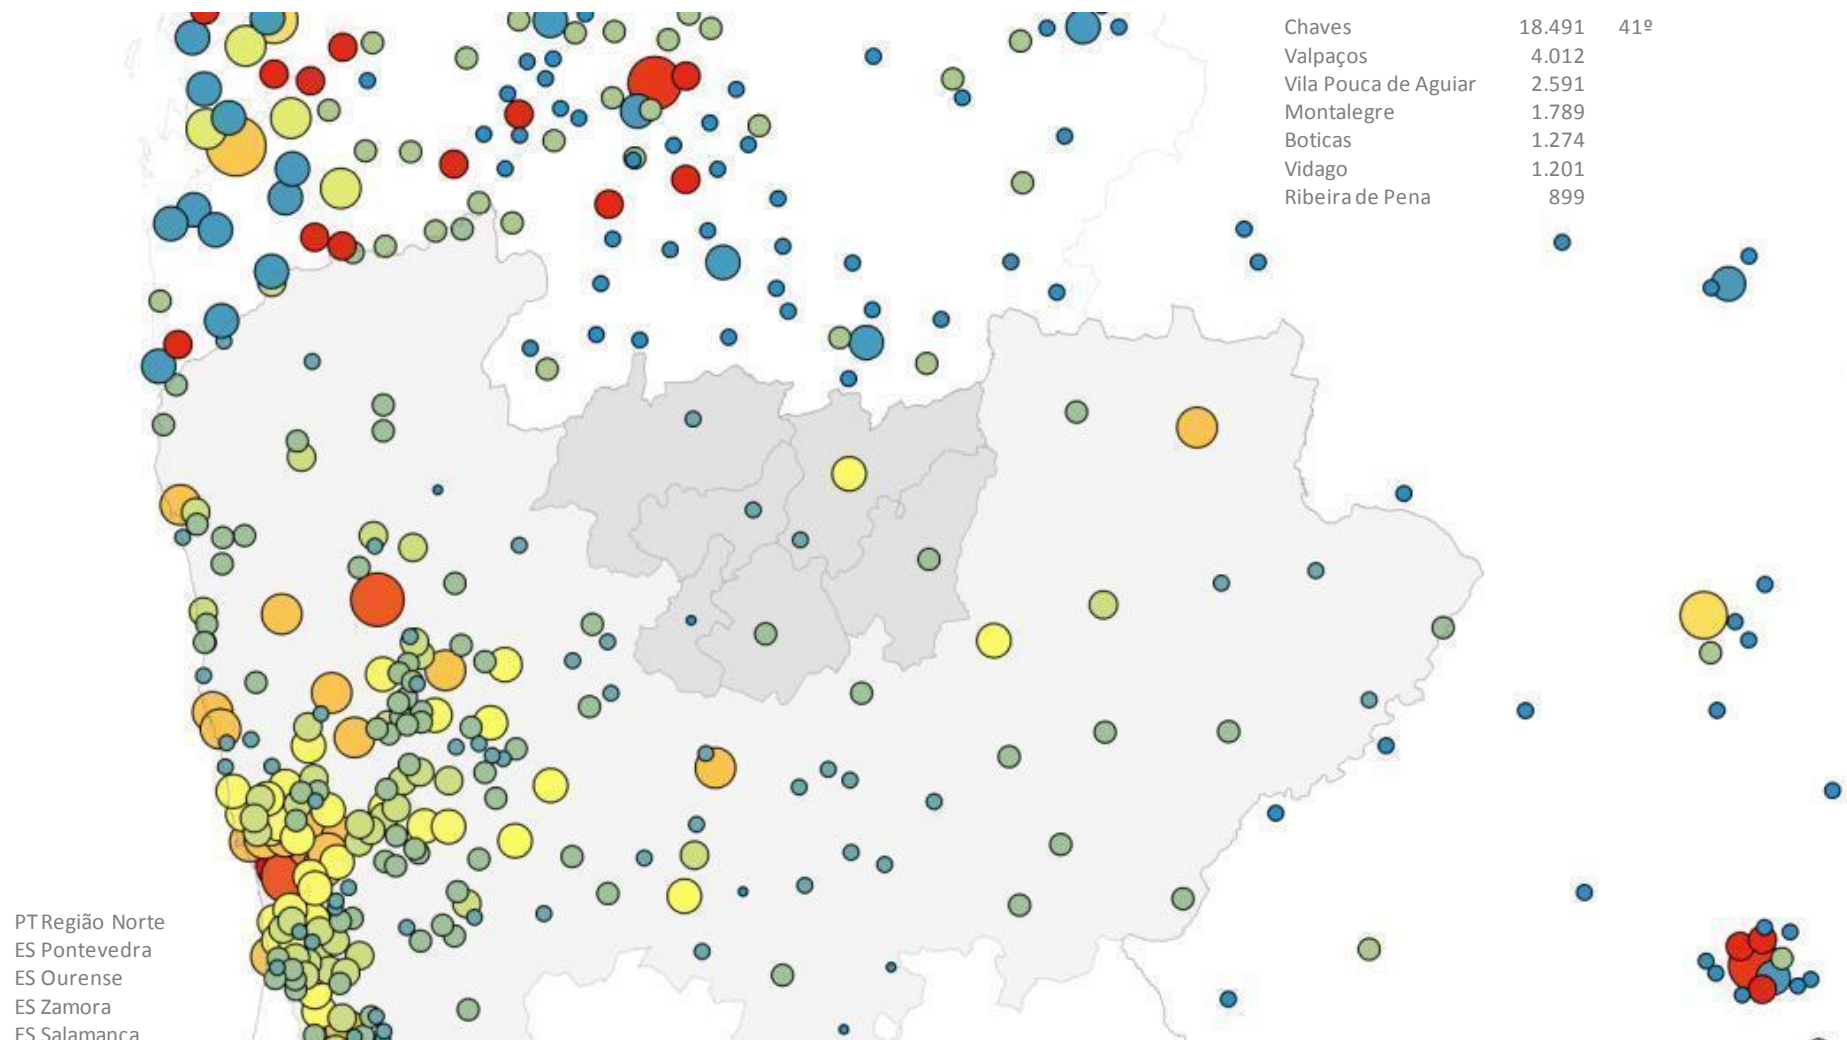 Chaves 18.491 41º
Valpaços 4.012
Vila Pouca de Aguiar 2.591
Montalegre 1.789
Boticas 1.274
Vidago 1.201
Ribeira de Pena 899
PT Região Norte
ES Pontevedra
ES Ourense
ES Zamora
ES Salamanca